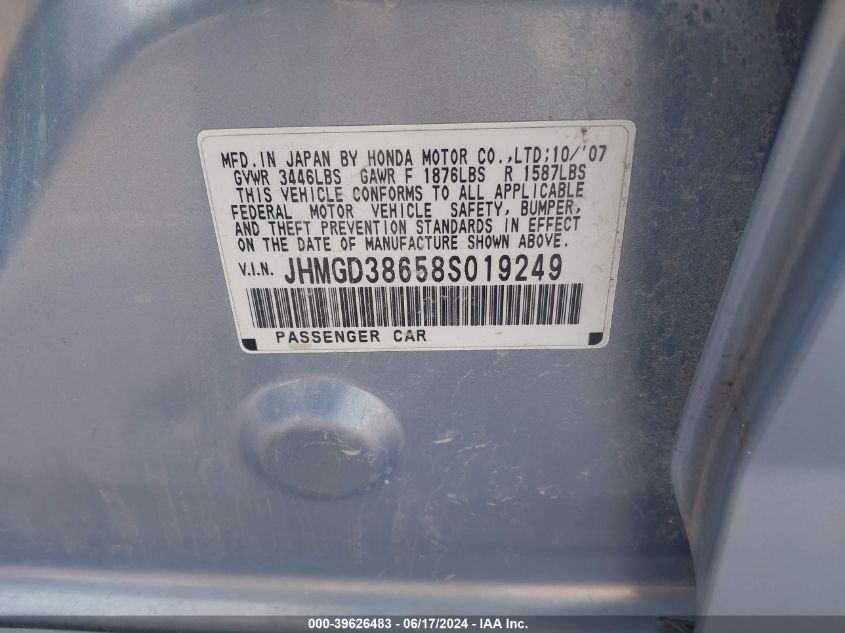 MFD.IN JAPAN BY HONDA MOTOR CO.,LTD;10/'07
GVWR 3446LBS GAWR F 1876LBS R 1587LBS
THIS VEHICLE CONFORMS TO ALL APPLICABLE
FEDERAL MOTOR VEHICLE SAFETY, BUMPER,
AND THEFT PREVENTION STANDARDS IN EFFECT
ON THE DATE OF MANUFACTURE SHOWN ABOVE.
V.I.N. JHMGD38658S019249
PASSENGER CAR
000-39626483 - 06/17/2024 - IAA Inc.